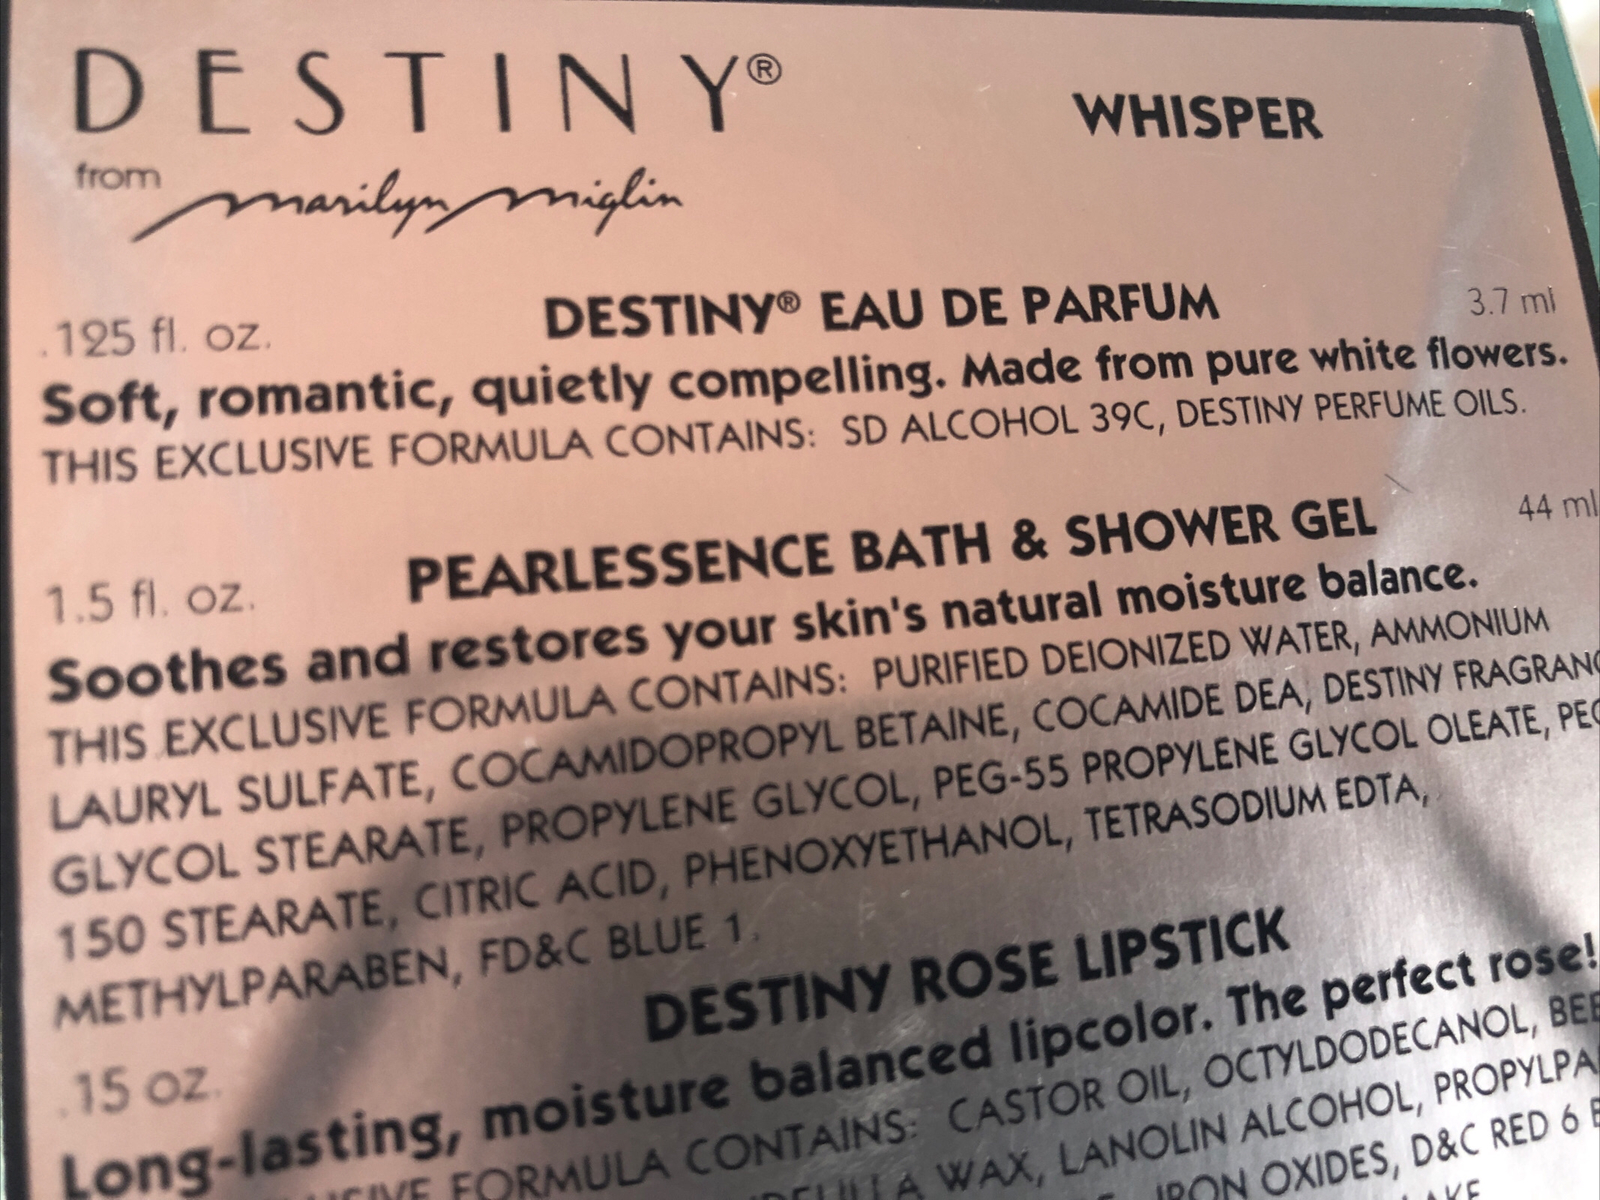 DESTINY® WHISPER
from marilyn miglin
.125 fl. oz. DESTINY® EAU DE PARFUM 3.7 ml
Soft, romantic, quietly compelling. Made from pure white flowers.
THIS EXCLUSIVE FORMULA CONTAINS: SD ALCOHOL 39C, DESTINY PERFUME OILS.
1.5 fl. oz. PEARLESSENCE BATH & SHOWER GEL 44 ml
Soothes and restores your skin's natural moisture balance.
THIS EXCLUSIVE FORMULA CONTAINS: PURIFIED DEIONIZED WATER, AMMONIUM
LAURYL SULFATE, COCAMIDOPROPYL BETAINE, COCAMIDE DEA, DESTINY
GLYCOL STEARATE, PROPYLENE GLYCOL, PEG-55 PROPYLENE GLYCOL OLEATE,
150 STEARATE, CITRIC ACID, PHENOXYETHANOL, TETRASODIUM EDTA,
METHYLPARABEN, FD&C BLUE 1.
.15 oz. DESTINY ROSE LIPSTICK
Long-lasting, moisture balanced lipcolor. The perfect rose!
FORMULA CONTAINS: CASTOR OIL, OCTYLDODECANOL,
WAX, LANOLIN ALCOHOL,
IRON OXIDES, D&C RED 6